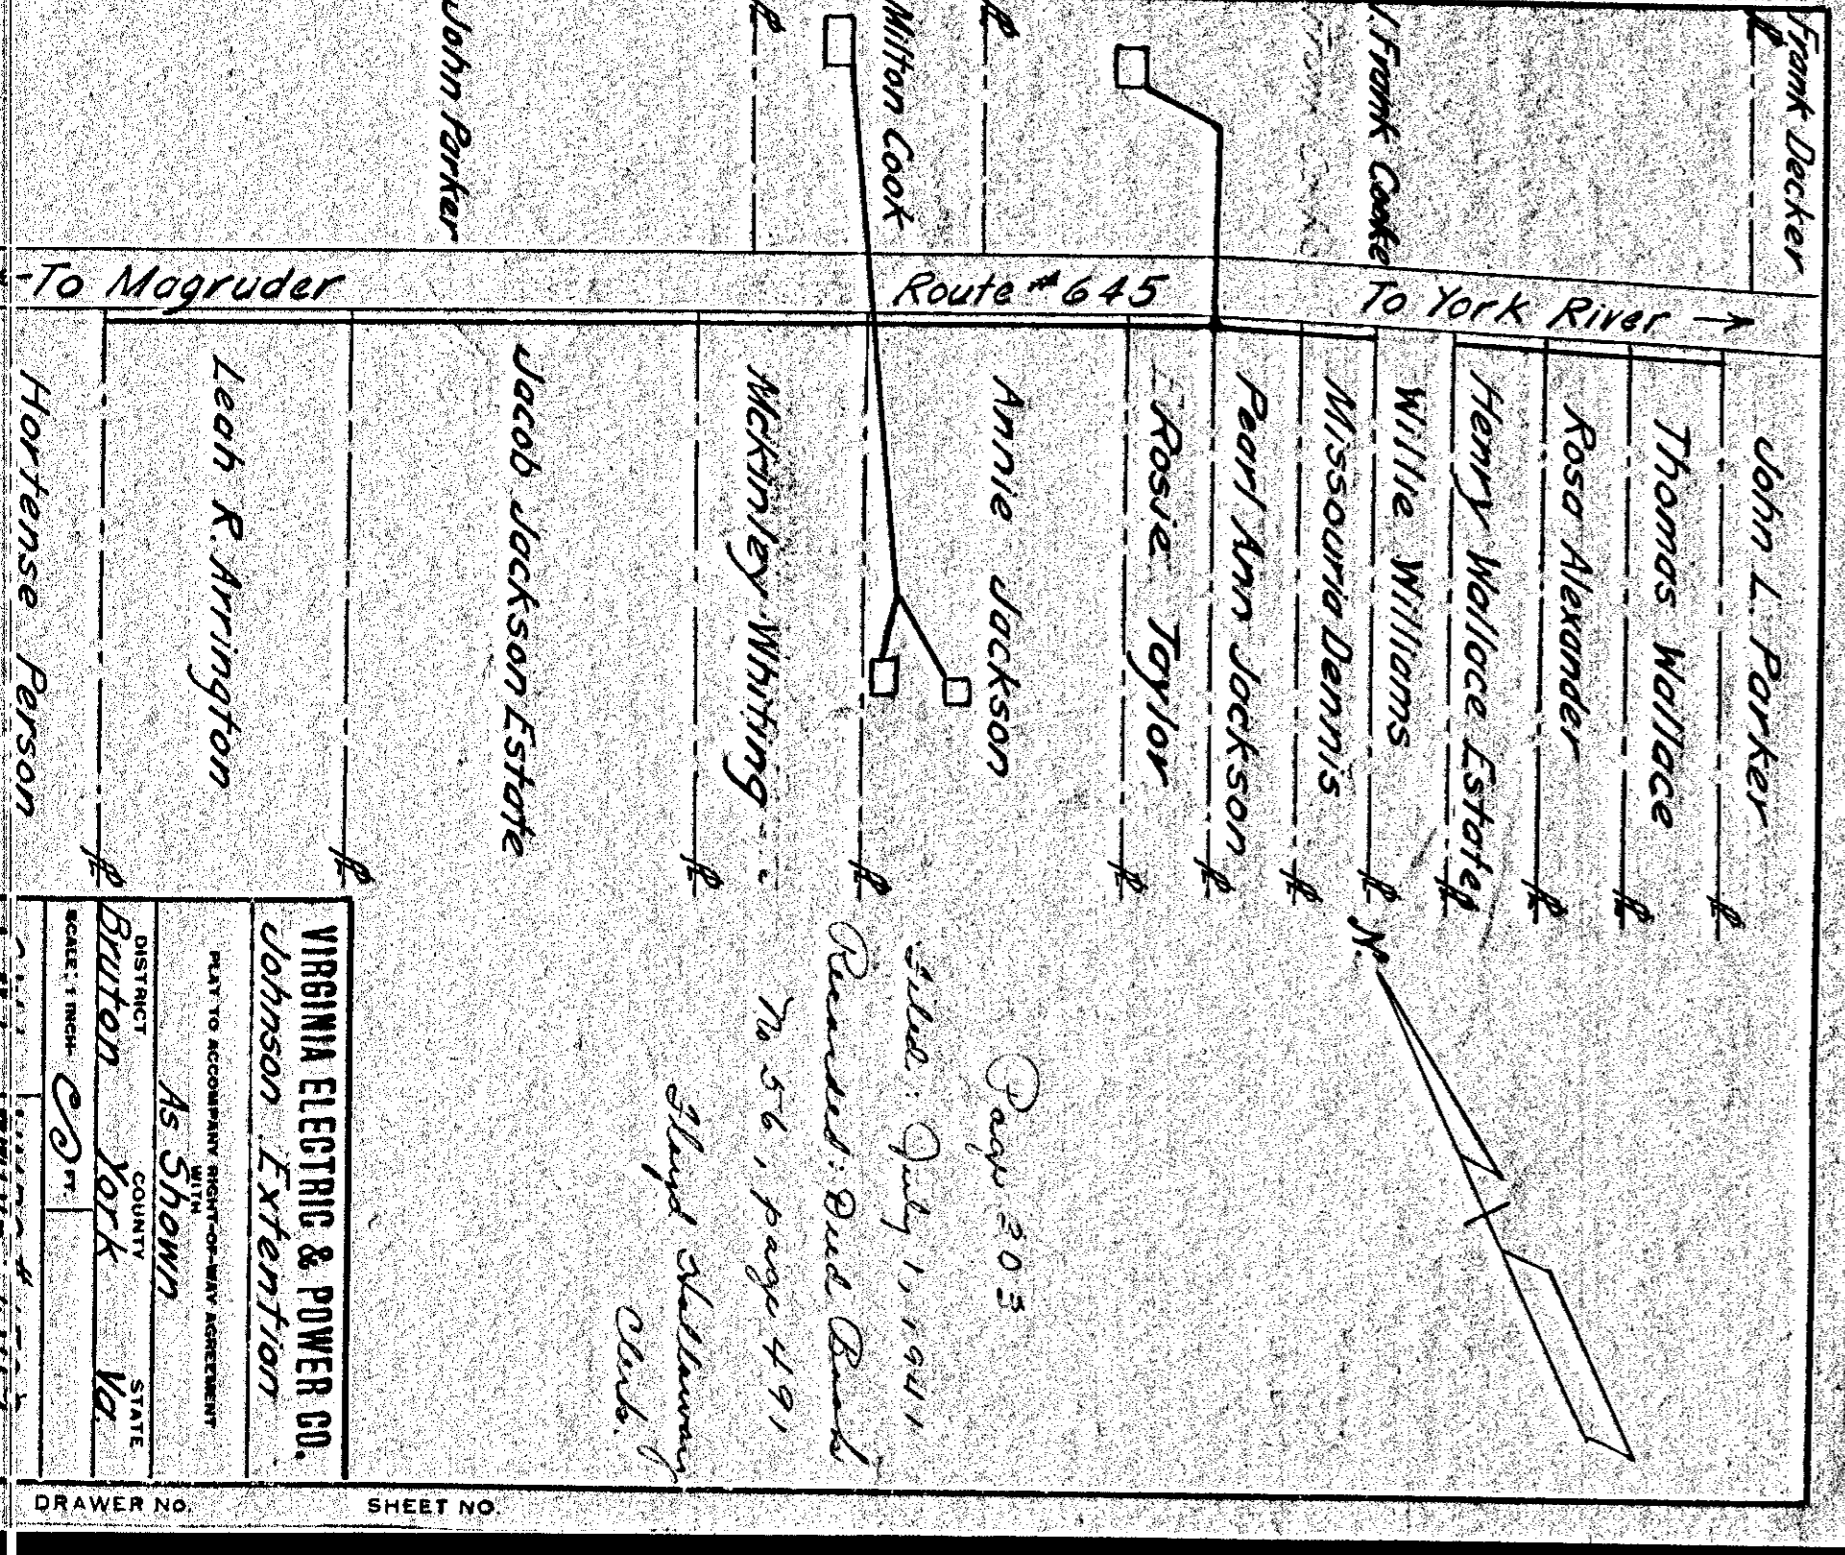 Frank Decker
J. Frank Cooke
Milton Cook
John Parker
To Magruder
Route #645
To York River →
John L. Parker
Thomas Wallace
Rosa Alexander
Henry Wallace Estate
Willie Williams
Missouria Dennis
Pearl Ann Jackson
Rosie Taylor
Annie Jackson
McKinley Whiting
Jacob Jackson Estate
Leah R. Arrington
Hortense Person
N.
Page 303
Filed: July 1, 1941
Recorded: Deed Book
No 56, page 491
Floyd Holloway
Clerk.
VIRGINIA ELECTRIC & POWER CO.
Johnson Extention
PLAT TO ACCOMPANY RIGHT-OF-WAY AGREEMENT
WITH
As Shown
DISTRICT COUNTY STATE
Bruton York Va.
SCALE: 1 INCH= FT.
DRAWER NO.
SHEET NO.